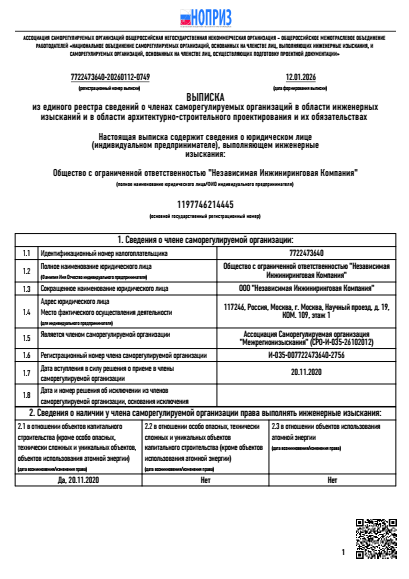 НОПРИЗ
АССОЦИАЦИЯ САМОРЕГУЛИРУЕМЫХ ОРГАНИЗАЦИЙ ОБЩЕРОССИЙСКАЯ НЕГОСУДАРСТВЕННАЯ НЕКОММЕРЧЕСКАЯ ОРГАНИЗАЦИЯ – ОБЩЕРОССИЙСКОЕ МЕЖОТРАСЛЕВОЕ ОБЪЕДИНЕНИЕ
РАБОТОДАТЕЛЕЙ «НАЦИОНАЛЬНОЕ ОБЪЕДИНЕНИЕ САМОРЕГУЛИРУЕМЫХ ОРГАНИЗАЦИЙ, ОСНОВАННЫХ НА ЧЛЕНСТВЕ ЛИЦ, ВЫПОЛНЯЮЩИХ ИНЖЕНЕРНЫЕ ИЗЫСКАНИЯ, И
САМОРЕГУЛИРУЕМЫХ ОРГАНИЗАЦИЙ, ОСНОВАННЫХ НА ЧЛЕНСТВЕ ЛИЦ, ОСУЩЕСТВЛЯЮЩИХ ПОДГОТОВКУ ПРОЕКТНОЙ ДОКУМЕНТАЦИИ»
7722473640-20260112-0749 12.01.2026
(регистрационный номер выписки) (дата формирования выписки)
ВЫПИСКА
из единого реестра сведений о членах саморегулируемых организаций в области инженерных
изысканий и в области архитектурно-строительного проектирования и их обязательствах
Настоящая выписка содержит сведения о юридическом лице
(индивидуальном предпринимателе), выполняющем инженерные
изыскания:
Общество с ограниченной ответственностью "Независимая Инжиниринговая Компания"
(полное наименование юридического лица/ФИО индивидуального предпринимателя)
1197746214445
(основной государственный регистрационный номер)
1. Сведения о члене саморегулируемой организации:
1.1 Идентификационный номер налогоплательщика 7722473640
1.2 Полное наименование юридического лица
(Фамилия Имя Отчество индивидуального предпринимателя)
Общество с ограниченной ответственностью "Независимая
Инжиниринговая Компания"
1.3 Сокращенное наименование юридического лица ООО "Независимая Инжиниринговая Компания"
1.4 Адрес юридического лица
Место фактического осуществления деятельности
(для индивидуального предпринимателя)
117246, Россия, Москва, г. Москва, Научный проезд, д. 19,
КОМ. 109, этаж 1
1.5 Является членом саморегулируемой организации
Ассоциация Саморегулируемая организация
"Межрегионизыскания" (СРО-И-035-26102012)
1.6 Регистрационный номер члена саморегулируемой организации И-035-007722473640-2756
1.7 Дата вступления в силу решения о приеме в члены
саморегулируемой организации
20.11.2020
1.8 Дата и номер решения об исключении из членов
саморегулируемой организации, основания исключения
2. Сведения о наличии у члена саморегулируемой организации права выполнять инженерные изыскания:
2.1 в отношении объектов капитального
строительства (кроме особо опасных,
технически сложных и уникальных объектов,
объектов использования атомной энергии)
(дата возникновения/изменения права)
2.2 в отношении особо опасных, технически
сложных и уникальных объектов
капитального строительства (кроме объектов
использования атомной энергии)
(дата возникновения/изменения права)
2.3 в отношении объектов использования
атомной энергии
(дата возникновения/изменения права)
Да, 20.11.2020 Нет Нет
1